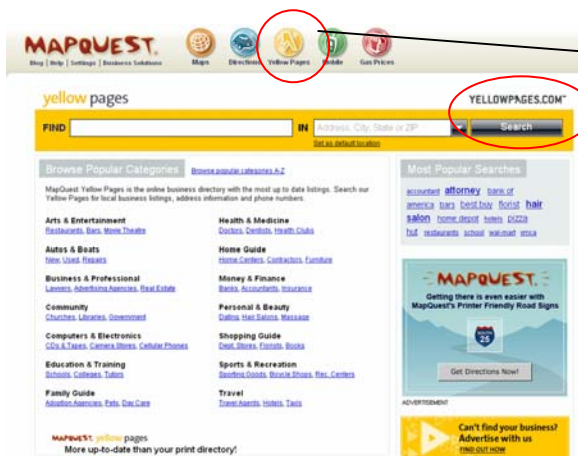 MAPQUEST.
Blog | Help | Settings | Business Solutions
Maps Directions Yellow Pages Mobile Gas Prices
yellow pages
YELLOWPAGES.COM™
FIND IN Address, City, State or ZIP Search
Set as default location
Browse Popular Categories Browse popular categories A-Z
MapQuest Yellow Pages is the online business directory with the most up to date listings. Search our
Yellow Pages for local business listings, address information and phone numbers.
Arts & Entertainment
Restaurants, Bars, Movie Theatre
Autos & Boats
New, Used, Repairs
Business & Professional
Lawyers, Advertising Agencies, Real Estate
Community
Churches, Libraries, Government
Computers & Electronics
CDs & Tapes, Camera Stores, Cellular Phones
Education & Training
Schools, Colleges, Tutors
Family Guide
Adoption Agencies, Pets, Day Care
Health & Medicine
Doctors, Dentists, Health Clubs
Home Guide
Home Centers, Contractors, Furniture
Money & Finance
Banks, Accountants, Insurance
Personal & Beauty
Dating, Hair Salons, Massage
Shopping Guide
Dept. Stores, Florists, Books
Sports & Recreation
Sporting Goods, Bicycle Shops, Rec. Centers
Travel
Travel Agents, Hotels, Taxis
MAPQUEST. yellow pages
More up-to-date than your print directory!
Most Popular Searches
accountant attorney bank of
america bars best buy florist hair
salon home depot hotels pizza
hut restaurants school wal-mart ymca
MAPQUEST.
Getting there is even easier with
MapQuest's Printer Friendly Road Signs
SOUTH
25
Get Directions Now!
ADVERTISEMENT
Can't find your business?
Advertise with us
FIND OUT HOW